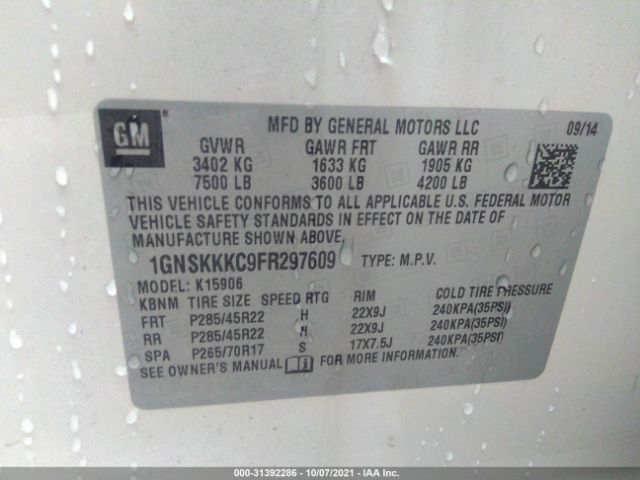 GM ®
MFD BY GENERAL MOTORS LLC 09/14
GVWR GAWR FRT GAWR RR
3402 KG 1633 KG 1905 KG
7500 LB 3600 LB 4200 LB
THIS VEHICLE CONFORMS TO ALL APPLICABLE U.S. FEDERAL MOTOR
VEHICLE SAFETY STANDARDS IN EFFECT ON THE DATE OF
MANUFACTURE SHOWN ABOVE.
1GNSKKKC9FR297609 TYPE: M.P.V.
MODEL: K15906
KBNM TIRE SIZE SPEED RTG RIM COLD TIRE PRESSURE
FRT P285/45R22 H 22X9J 240KPA(35PSI)
RR P285/45R22 H 22X9J 240KPA(35PSI)
SPA P265/70R17 S 17X7.5J 240KPA(35PSI)
SEE OWNER'S MANUAL FOR MORE INFORMATION.
000-31392286 - 10/07/2021 - IAA Inc.